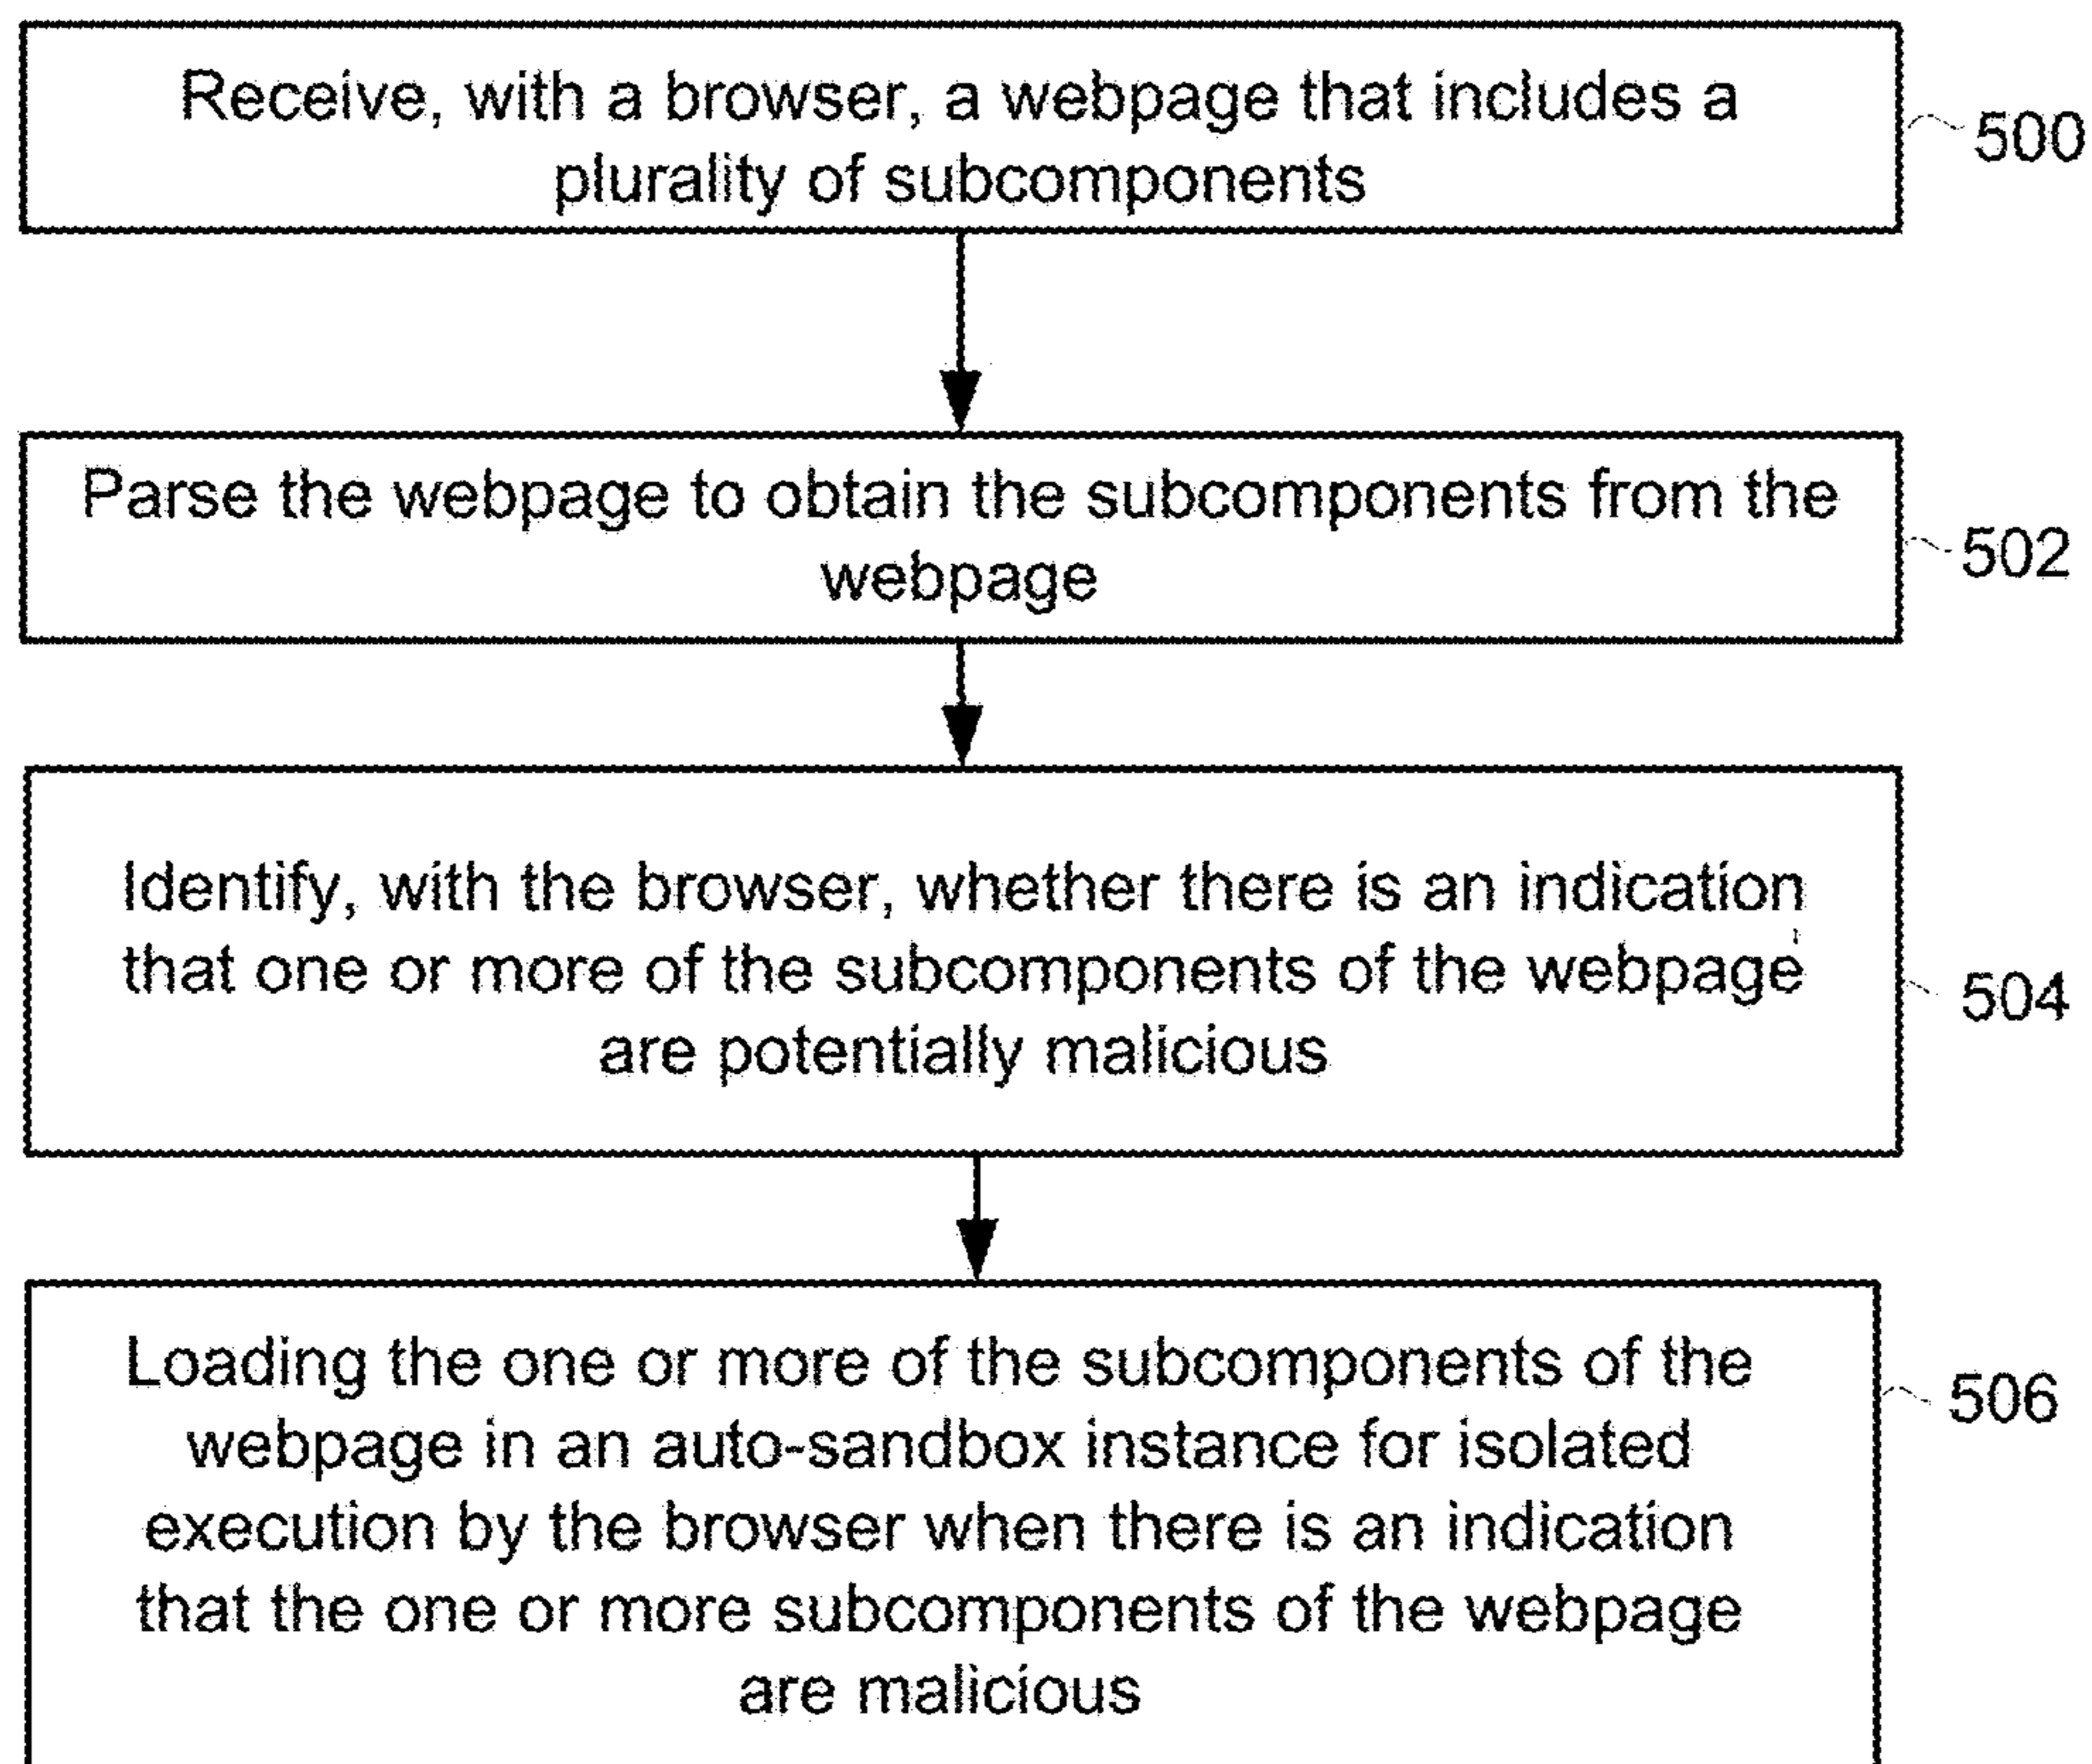 Receive, with a browser, a webpage that includes a
plurality of subcomponents
500
Parse the webpage to obtain the subcomponents from the
webpage
502
Identify, with the browser, whether there is an indication
that one or more of the subcomponents of the webpage
are potentially malicious
504
Loading the one or more of the subcomponents of the
webpage in an auto-sandbox instance for isolated
execution by the browser when there is an indication
that the one or more subcomponents of the webpage
are malicious
506